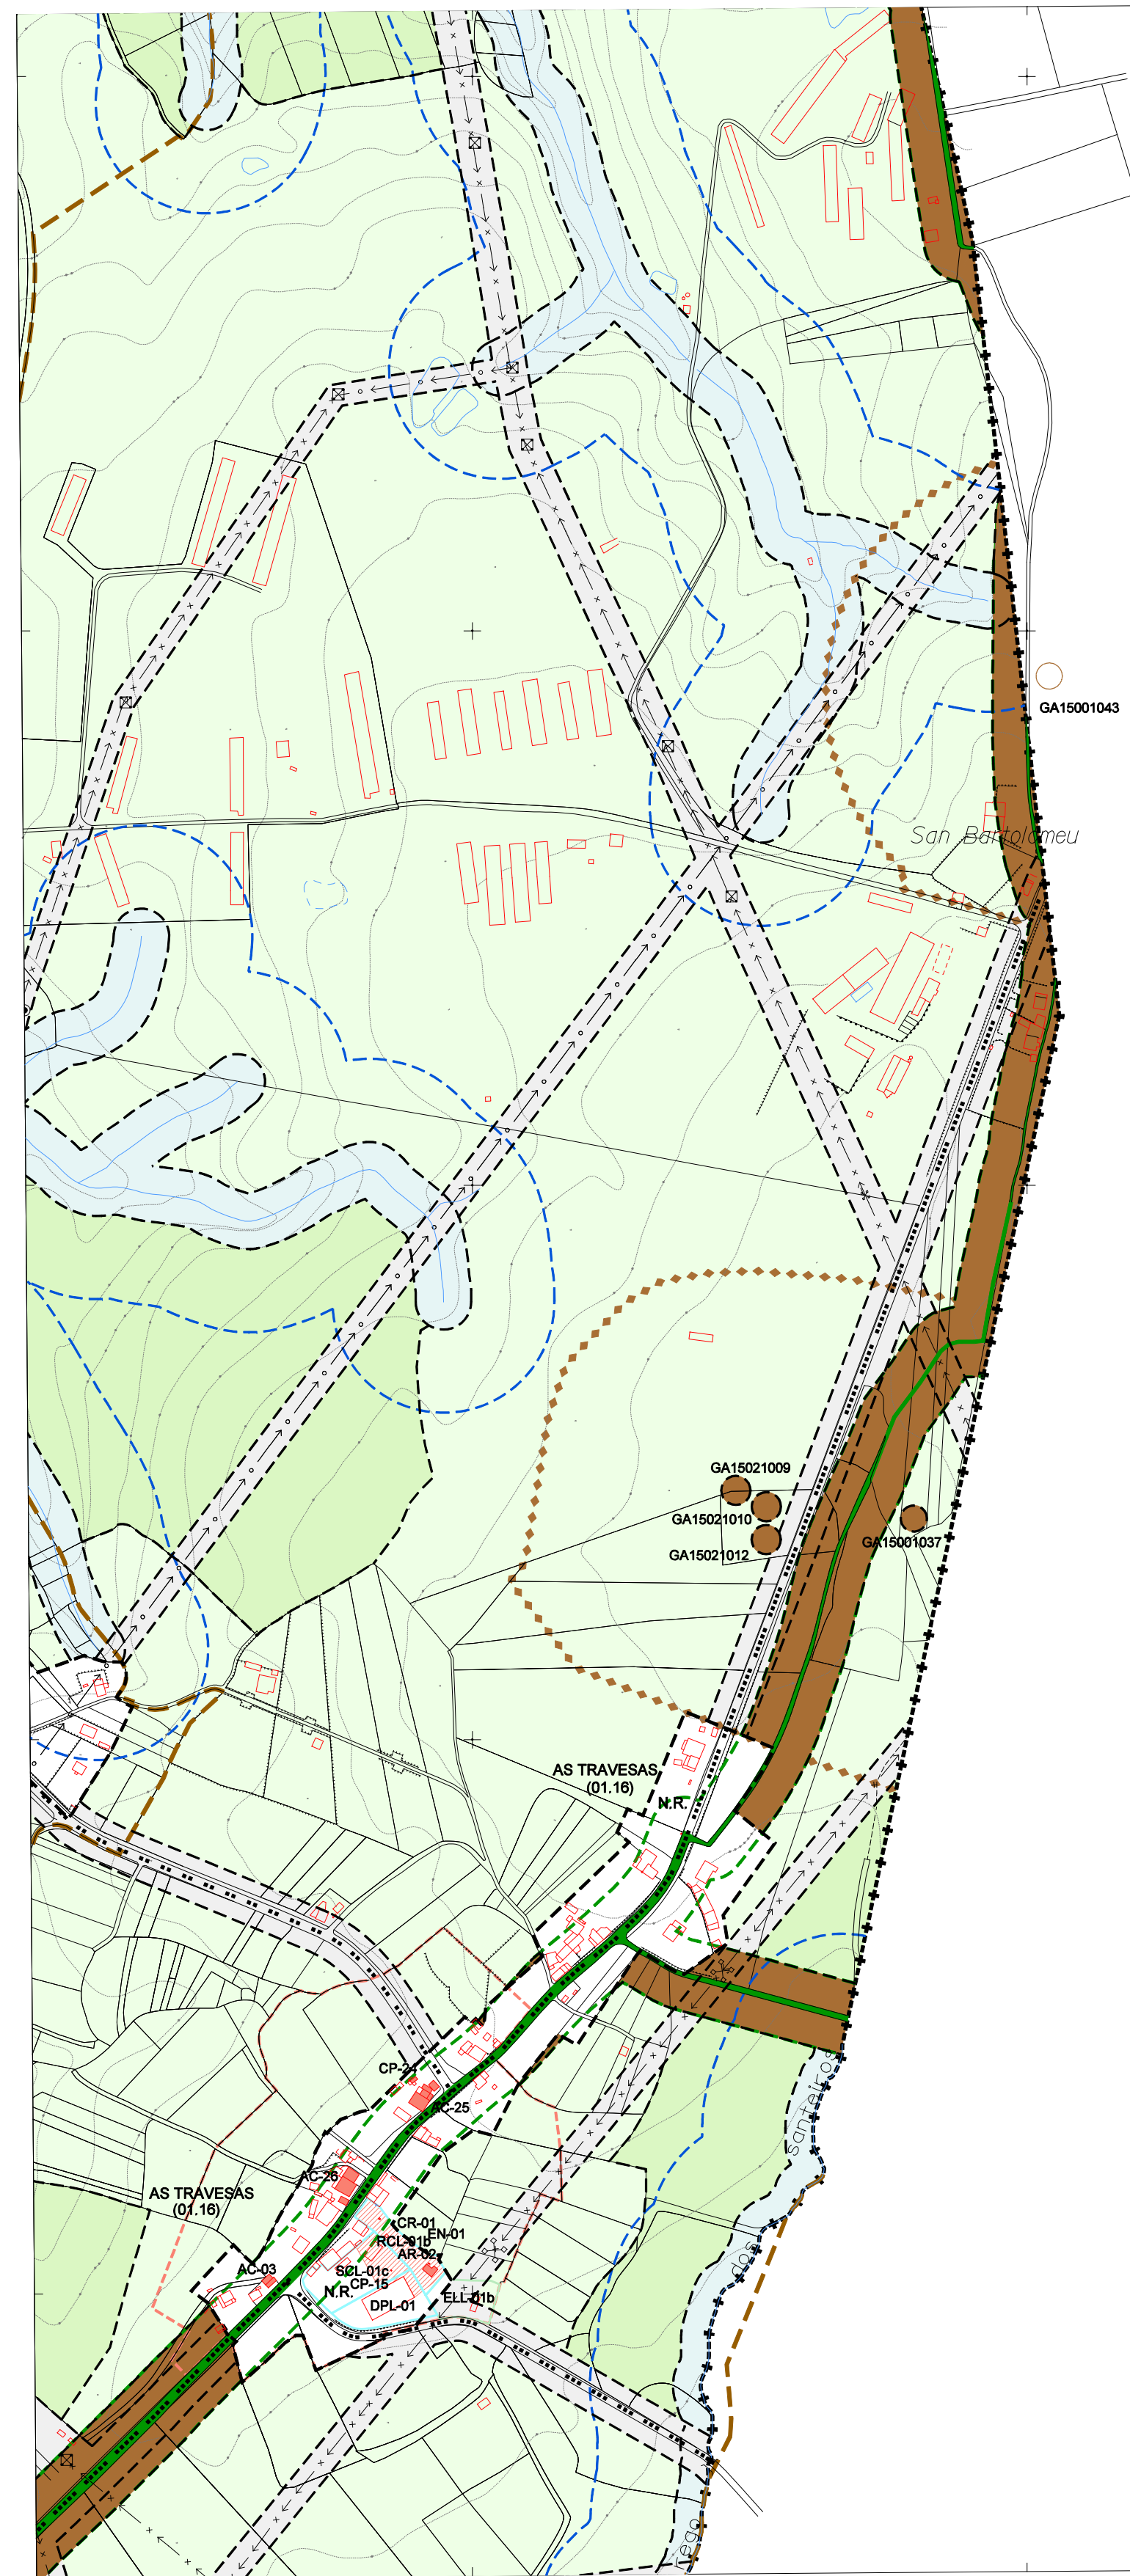 GA15001043
San Bartolomeu
GA15021009
GA15021010
GA15001037
GA15021012
AS TRAVESAS
(01.16)
N.R.
CP-24
AC-25
AC-26
AS TRAVESAS
(01.16)
CR-01
EN-01
RCL-01b
AR-02
AC-03
SCL-01c
CP-15
N.R.
DPL-01
ELL-01b
Rego dos Santeiros